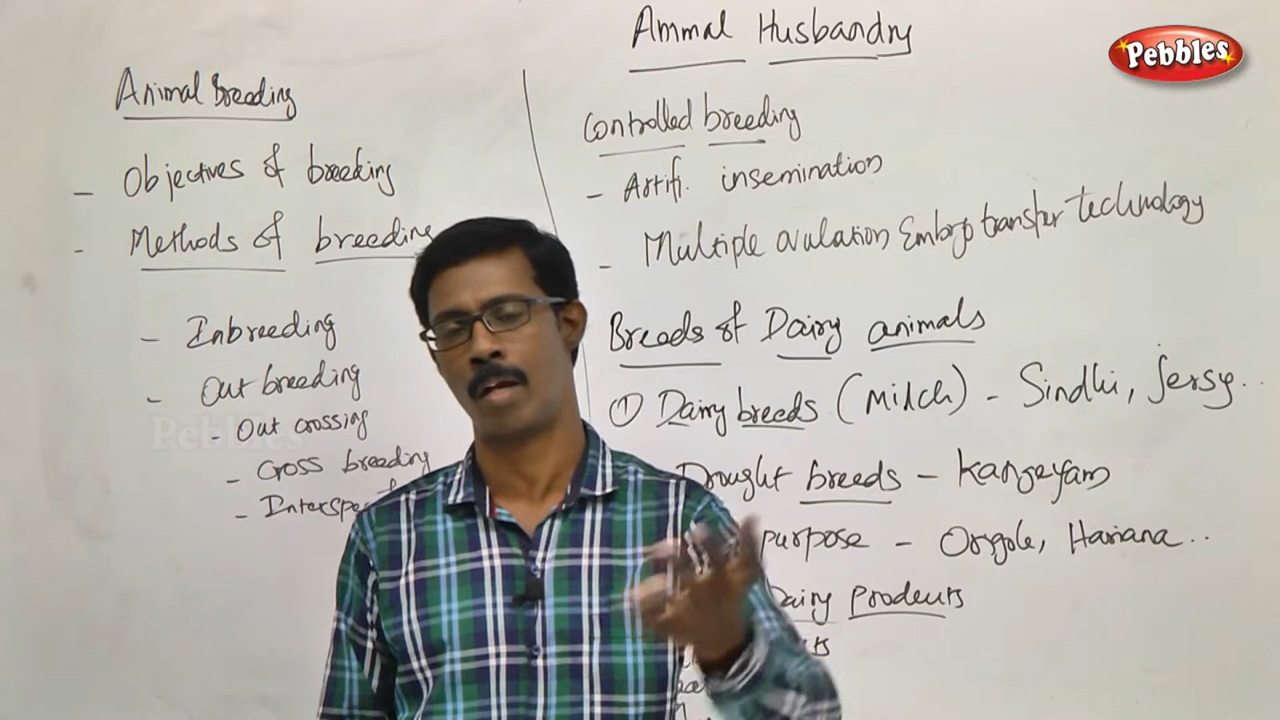 Animal Husbandry
Pebbles
Animal Breeding
- Objectives of breeding
- Methods of breeding
- Inbreeding
- Out breeding
- Out crossing
- Cross breeding
Pebbles
Controlled breeding
- Artifi. insemination
- Multiple ovulation Embryo transfer technology
Breads of Dairy animals
① Dairy breeds (Milch) - Sindhi, Jersy..
Drought breeds - Kangeyam
purpose - Ongole, Hariana..
Dairy products